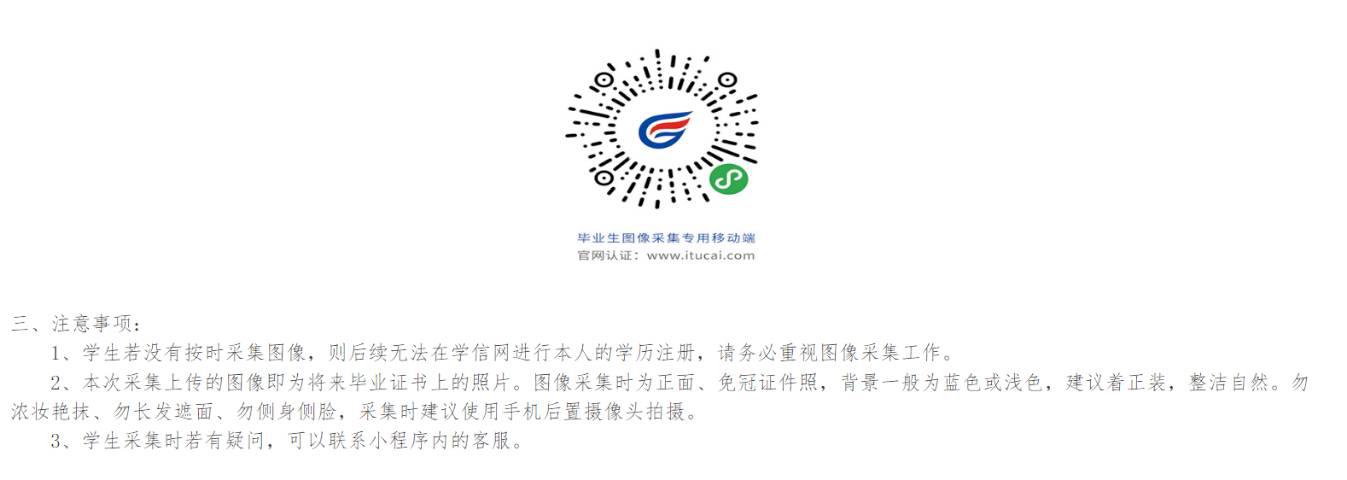 毕业生图像采集专用移动端
官网认证：www.itucai.com
三、注意事项：
1、学生若没有按时采集图像，则后续无法在学信网进行本人的学历注册，请务必重视图像采集工作。
2、本次采集上传的图像即为将来毕业证书上的照片。图像采集时为正面、免冠证件照，背景一般为蓝色或浅色，建议着正装，整洁自然。勿
浓妆艳抹、勿长发遮面、勿侧身侧脸，采集时建议使用手机后置摄像头拍摄。
3、学生采集时若有疑问，可以联系小程序内的客服。